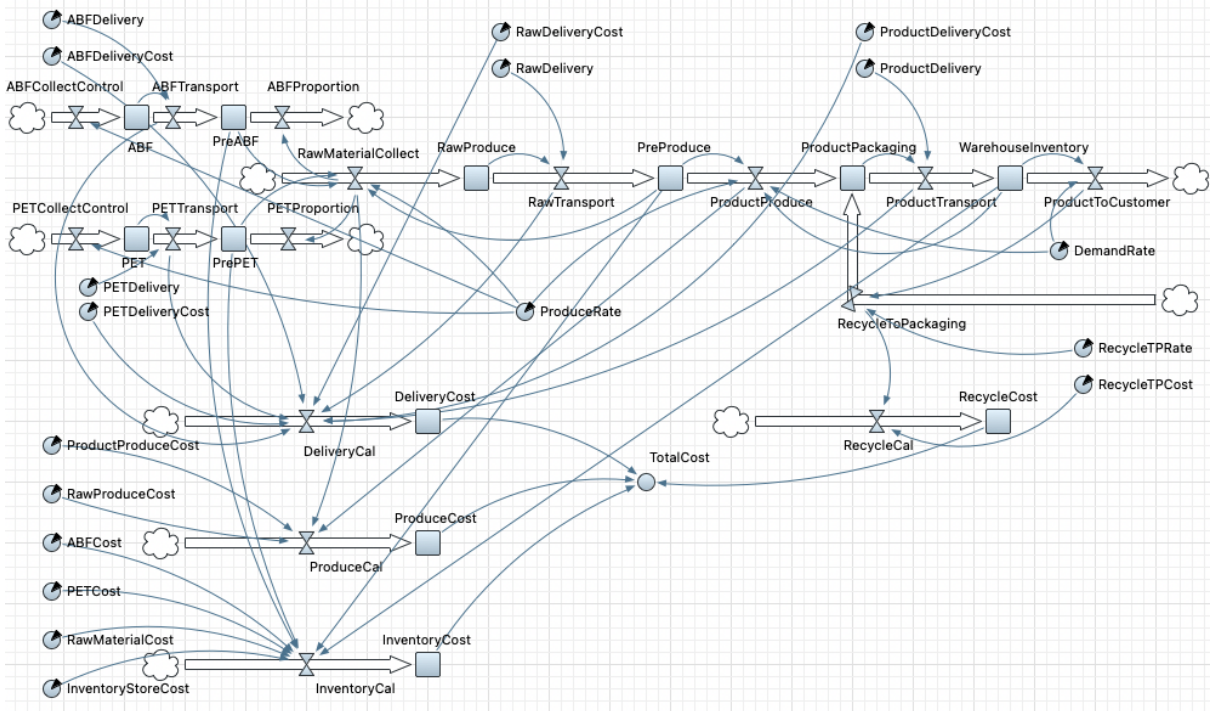 ABFDelivery
RawDeliveryCost
ProductDeliveryCost
ABFDeliveryCost
RawDelivery
ProductDelivery
ABFCollectControl
ABFTransport
ABFProportion
ABF
PreABF
RawMaterialCollect
RawProduce
PreProduce
ProductPackaging
WarehouseInventory
PETCollectControl
PETTransport
PETProportion
RawTransport
ProductProduce
ProductTransport
ProductToCustomer
PET
PrePET
DemandRate
PETDelivery
PETDeliveryCost
ProduceRate
RecycleToPackaging
RecycleTPRate
RecycleTPCost
DeliveryCost
RecycleCost
ProductProduceCost
DeliveryCal
RecycleCal
TotalCost
RawProduceCost
ProduceCost
ABFCost
ProduceCal
PETCost
RawMaterialCost
InventoryCost
InventoryStoreCost
InventoryCal